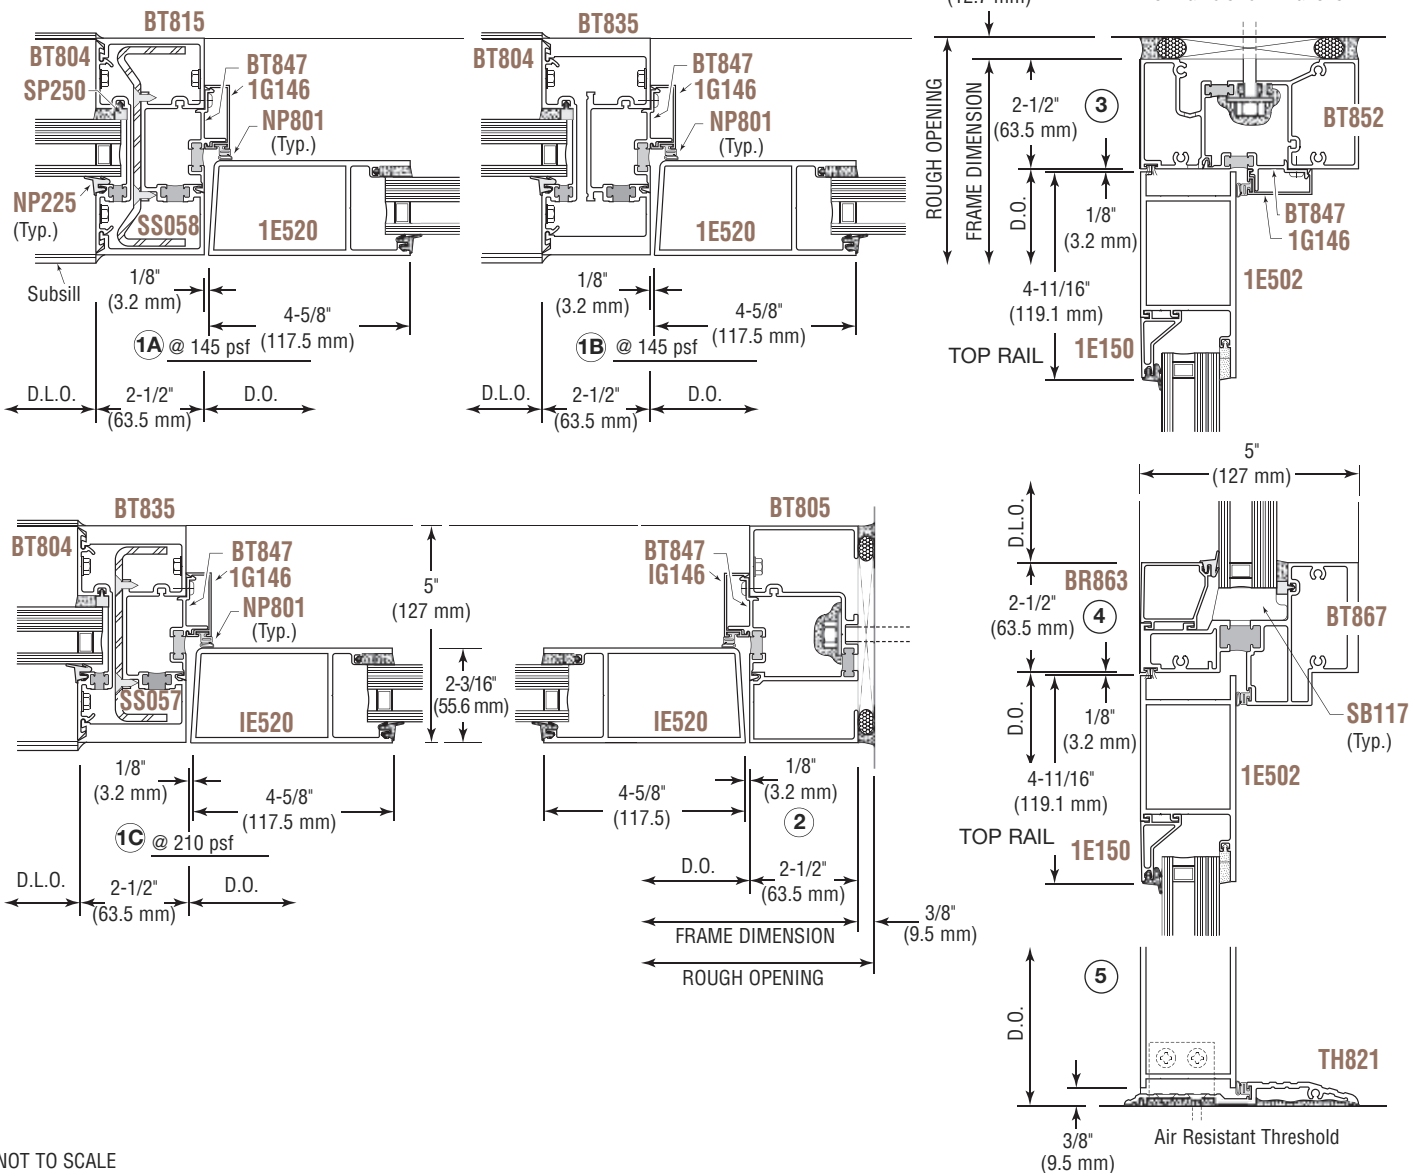 BT815
BT804
SP250
BT847
1G146
NP801
(Typ.)
NP225
(Typ.)
SS058
1E520
Subsill
1/8"
(3.2 mm)
4-5/8"
(117.5 mm)
1A @ 145 psf
D.L.O.
2-1/2"
(63.5 mm)
D.O.
BT835
BT804
BT847
1G146
NP801
(Typ.)
1E520
1/8"
(3.2 mm)
4-5/8"
(117.5 mm)
1B @ 145 psf
D.L.O.
2-1/2"
(63.5 mm)
D.O.
ROUGH OPENING
FRAME DIMENSION
2-1/2"
(63.5 mm)
3
BT852
D.O.
1/8"
(3.2 mm)
BT847
1G146
1E502
4-11/16"
(119.1 mm)
TOP RAIL
1E150
BT835
BT804
BT847
1G146
NP801
(Typ.)
SS057
IE520
5"
(127 mm)
2-3/16"
(55.6 mm)
1/8"
(3.2 mm)
4-5/8"
(117.5 mm)
1C @ 210 psf
D.L.O.
2-1/2"
(63.5 mm)
D.O.
BT805
BT847
IG146
IE520
4-5/8"
(117.5)
1/8"
(3.2 mm)
2
D.O.
2-1/2"
(63.5 mm)
FRAME DIMENSION
3/8"
(9.5 mm)
ROUGH OPENING
5"
(127 mm)
D.L.O.
BR863
2-1/2"
(63.5 mm)
4
BT867
D.O.
1/8"
(3.2 mm)
SB117
(Typ.)
4-11/16"
(119.1 mm)
1E502
TOP RAIL
1E150
5
D.O.
TH821
3/8"
(9.5 mm)
Air Resistant Threshold
NOT TO SCALE